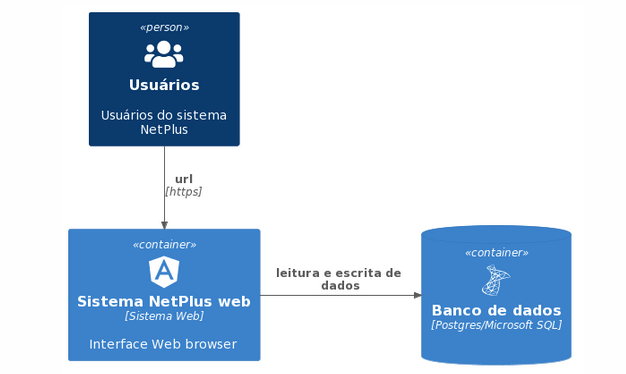 «person»
Usuários
Usuários do sistema
NetPlus
url
[https]
«container»
Sistema NetPlus web
[Sistema Web]
Interface Web browser
leitura e escrita de
dados
«container»
Banco de dados
[Postgres/Microsoft SQL]